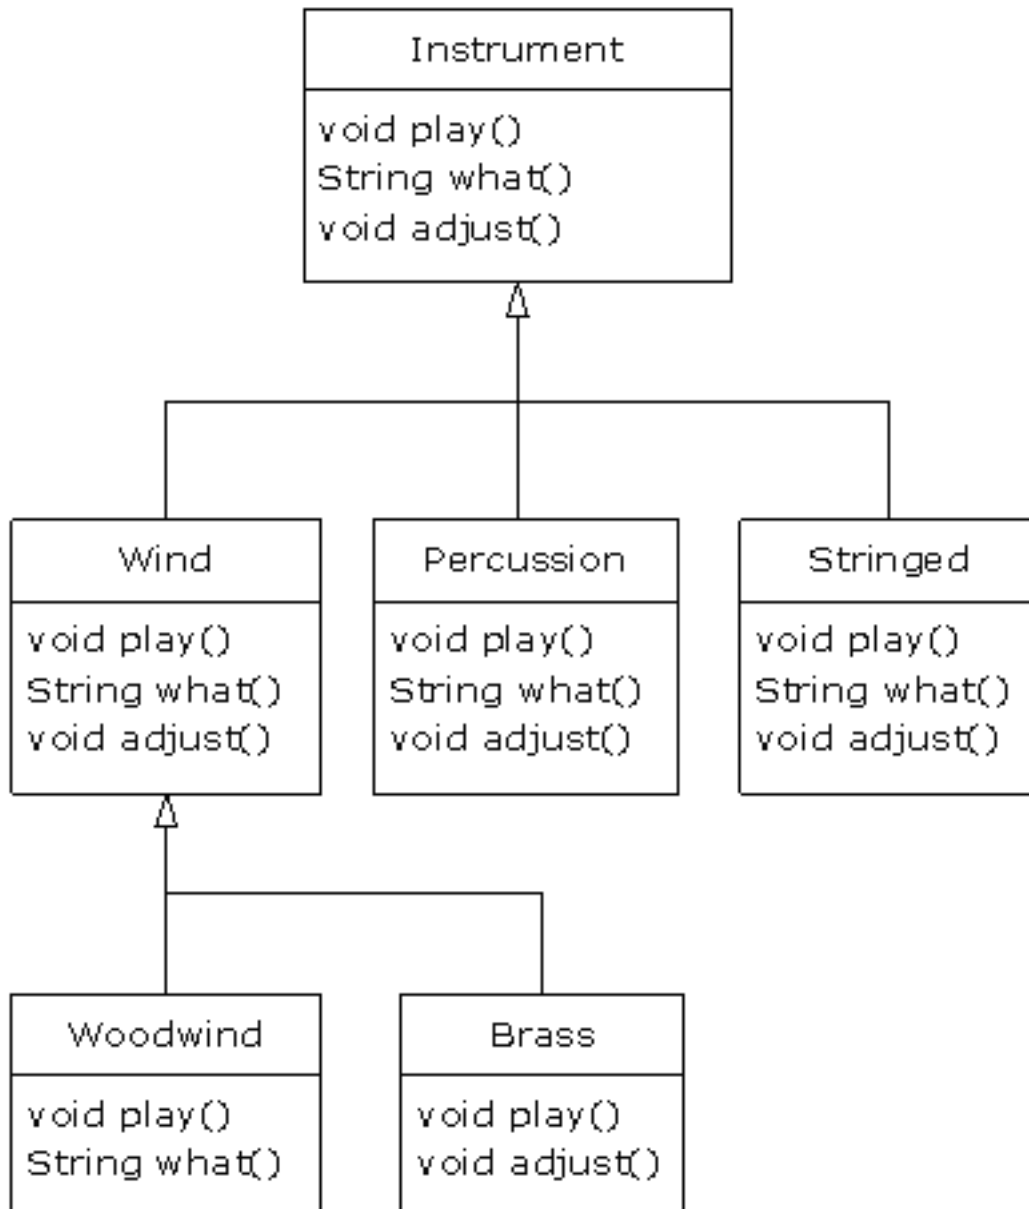 Instrument
void play()
String what()
void adjust()
Wind
void play()
String what()
void adjust()
Percussion
void play()
String what()
void adjust()
Stringed
void play()
String what()
void adjust()
Woodwind
void play()
String what()
Brass
void play()
void adjust()